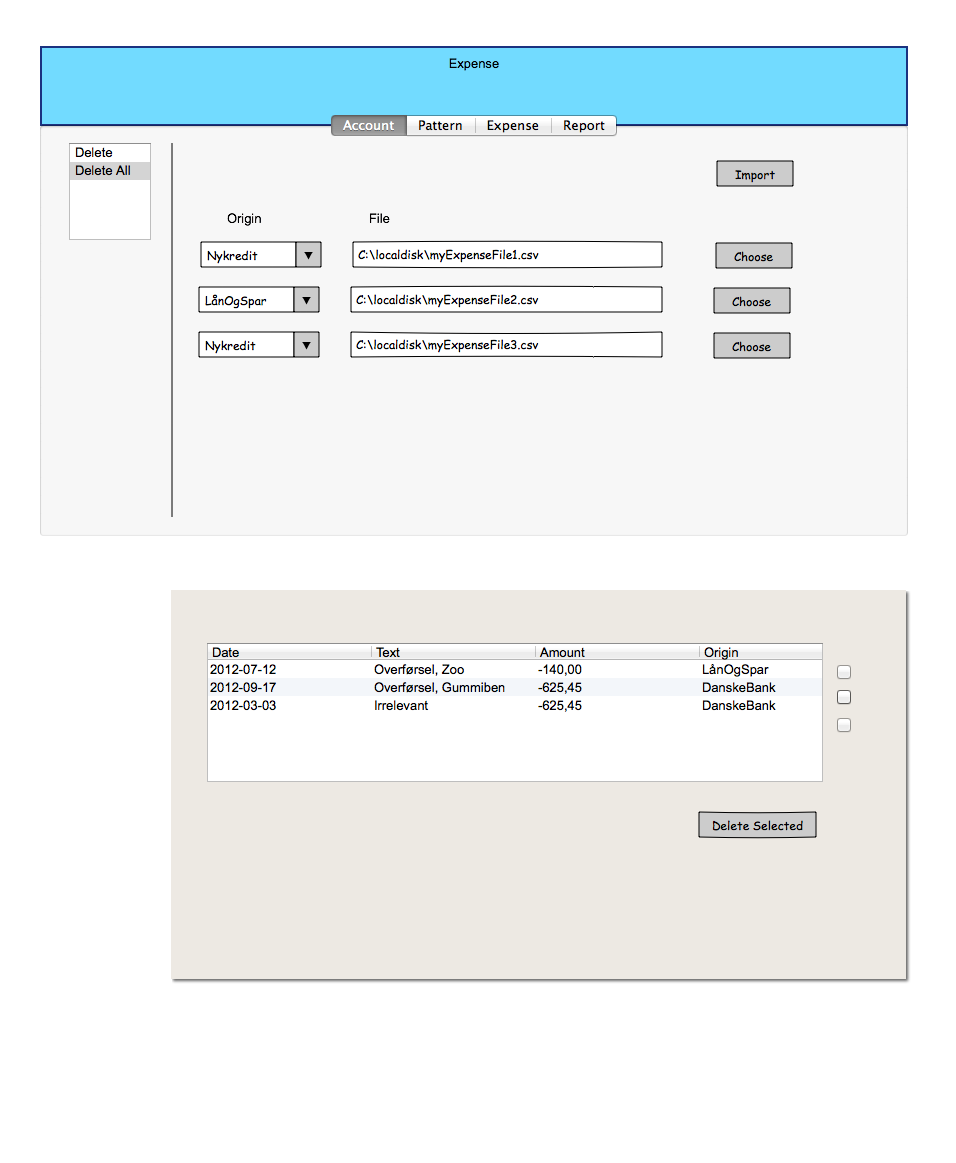 Expense
Account Pattern Expense Report
Delete
Delete All
Import
Origin File
Nykredit ▼ C:\localdisk\myExpenseFile1.csv Choose
LånOgSpar ▼ C:\localdisk\myExpenseFile2.csv Choose
Nykredit ▼ C:\localdisk\myExpenseFile3.csv Choose
Date Text Amount Origin
2012-07-12 Overførsel, Zoo -140,00 LånOgSpar
2012-09-17 Overførsel, Gummiben -625,45 DanskeBank
2012-03-03 Irrelevant -625,45 DanskeBank
Delete Selected